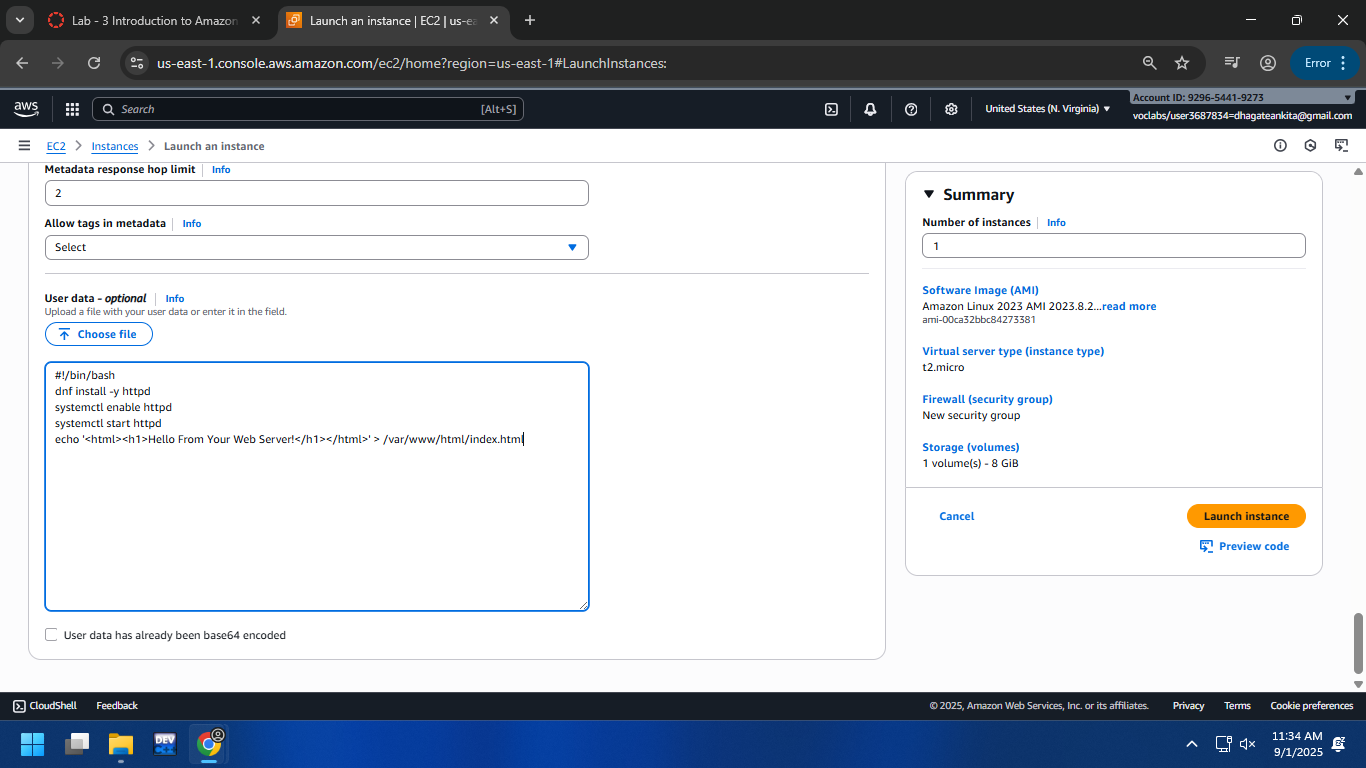 Lab - 3 Introduction to Amazon
Launch an instance | EC2 | us-ea
us-east-1.console.aws.amazon.com/ec2/home?region=us-east-1#LaunchInstances:
Error
aws
Search
[Alt+S]
United States (N. Virginia)
Account ID: 9296-5441-9273
voclabs/user3687834=dhagateankita@gmail.com
EC2
Instances
Launch an instance
Metadata response hop limit
Info
2
Allow tags in metadata
Info
Select
User data - optional
Info
Upload a file with your user data or enter it in the field.
Choose file
#!/bin/bash
dnf install -y httpd
systemctl enable httpd
systemctl start httpd
echo '<html><h1>Hello From Your Web Server!</h1></html>' > /var/www/html/index.html
User data has already been base64 encoded
Summary
Number of instances
Info
1
Software Image (AMI)
Amazon Linux 2023 AMI 2023.8.2...read more
ami-00ca32bbc84273381
Virtual server type (instance type)
t2.micro
Firewall (security group)
New security group
Storage (volumes)
1 volume(s) - 8 GiB
Cancel
Launch instance
Preview code
CloudShell
Feedback
© 2025, Amazon Web Services, Inc. or its affiliates.
Privacy
Terms
Cookie preferences
DEV
11:34 AM
9/1/2025